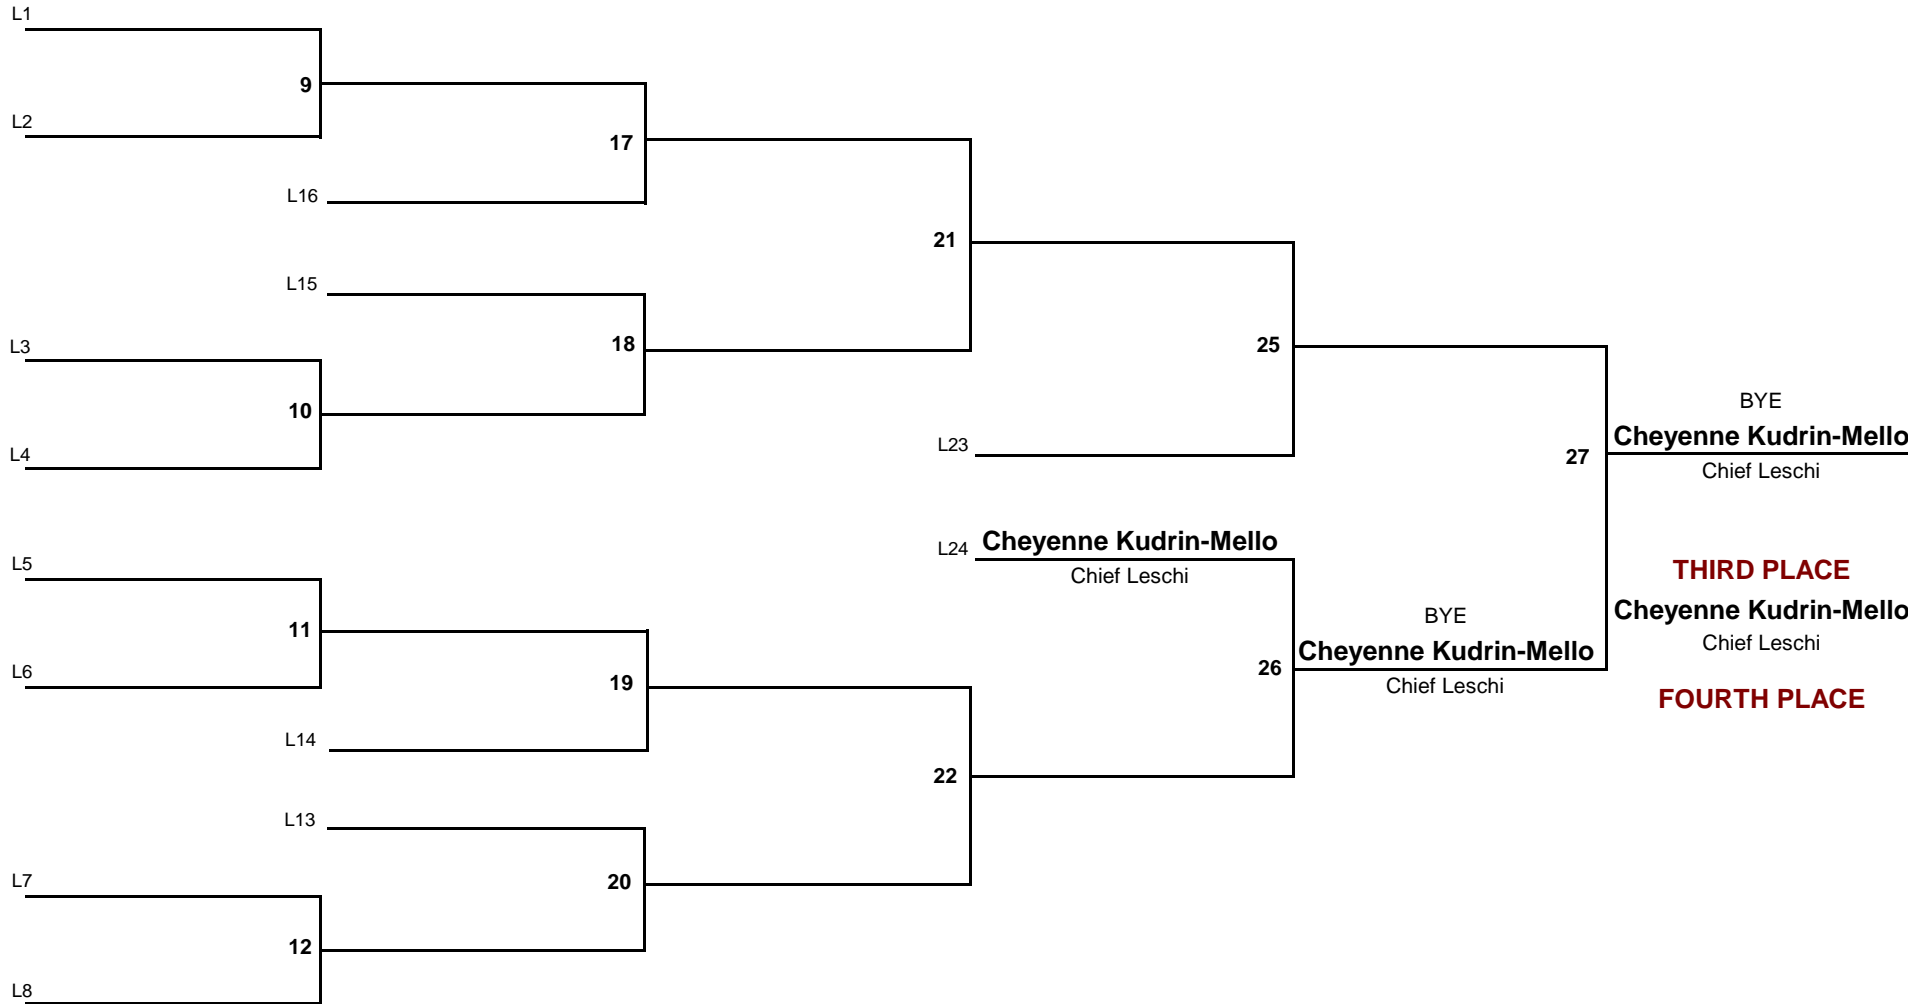 L1
9
L2
17
L16
21
L15
L3
18
25
10
BYE
L4
L23
Cheyenne Kudrin-Mello
27
Chief Leschi
L24
Cheyenne Kudrin-Mello
Chief Leschi
L5
THIRD PLACE
Cheyenne Kudrin-Mello
Chief Leschi
11
BYE
Cheyenne Kudrin-Mello
Chief Leschi
26
L6
19
FOURTH PLACE
L14
22
L13
L7
20
12
L8